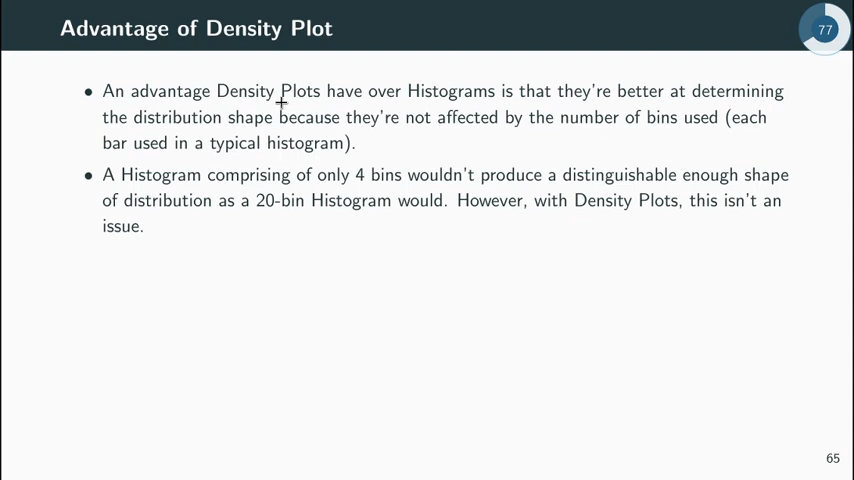 Advantage of Density Plot
77
• An advantage Density Plots have over Histograms is that they're better at determining
the distribution shape because they're not affected by the number of bins used (each
bar used in a typical histogram).
• A Histogram comprising of only 4 bins wouldn't produce a distinguishable enough shape
of distribution as a 20-bin Histogram would. However, with Density Plots, this isn't an
issue.
65